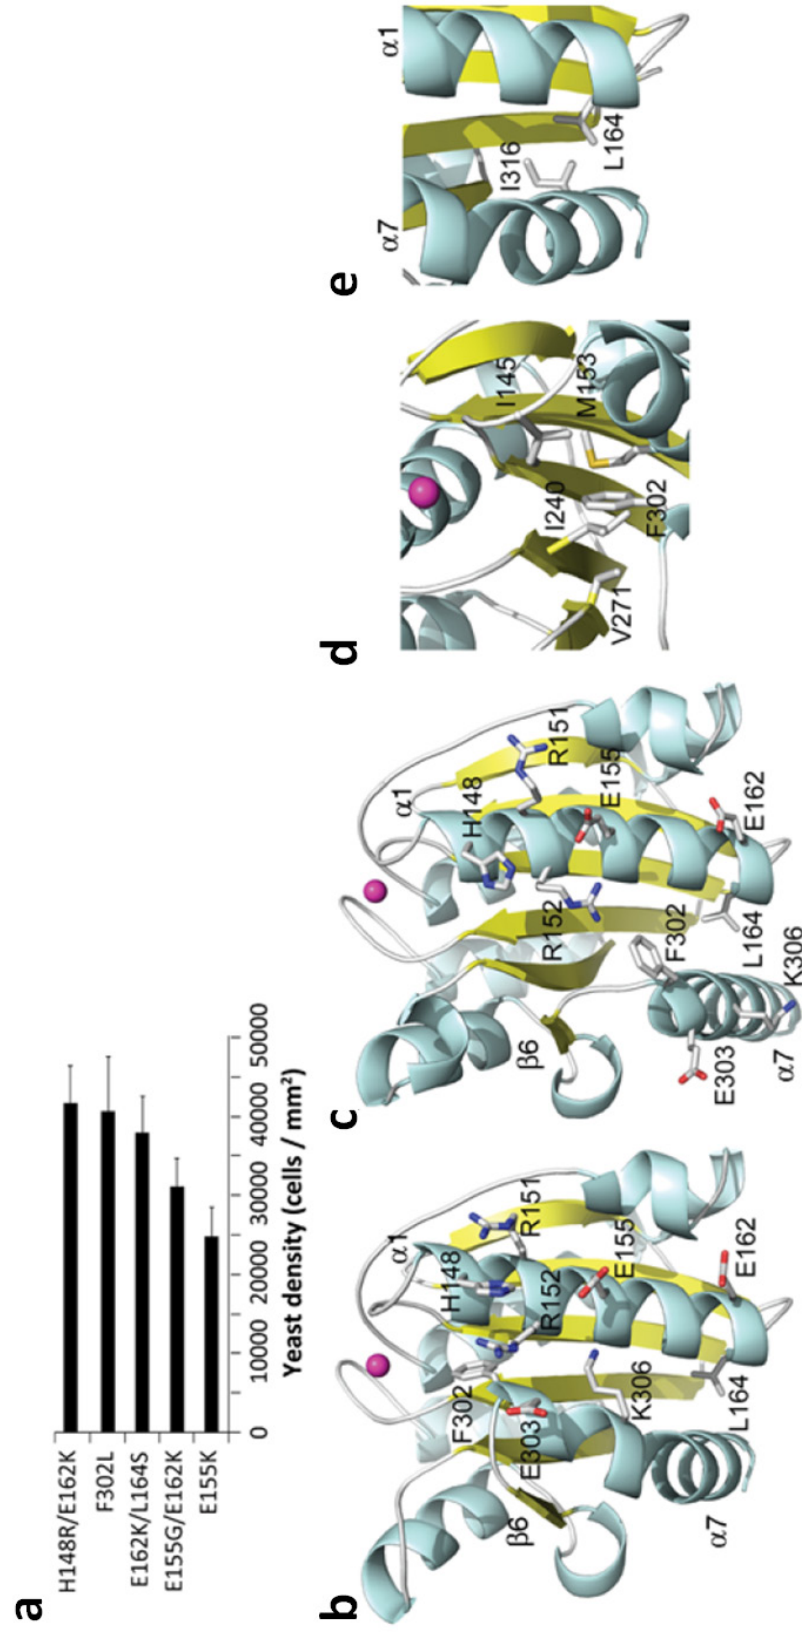 a
H148R/E162K
F302L
E162K/L164S
E155G/E162K
E155K
0 10000 20000 30000 40000 50000
Yeast density (cells / mm²)
b
α1
H148
R151
F302
R152
E303
E155
β6
K306
E162
L164
α7
c
α1
H148
R151
R152
E155
β6
F302
E162
E303
L164
K306
α7
d
I145
I240
M153
V271
F302
e
α7
α1
I316
L164